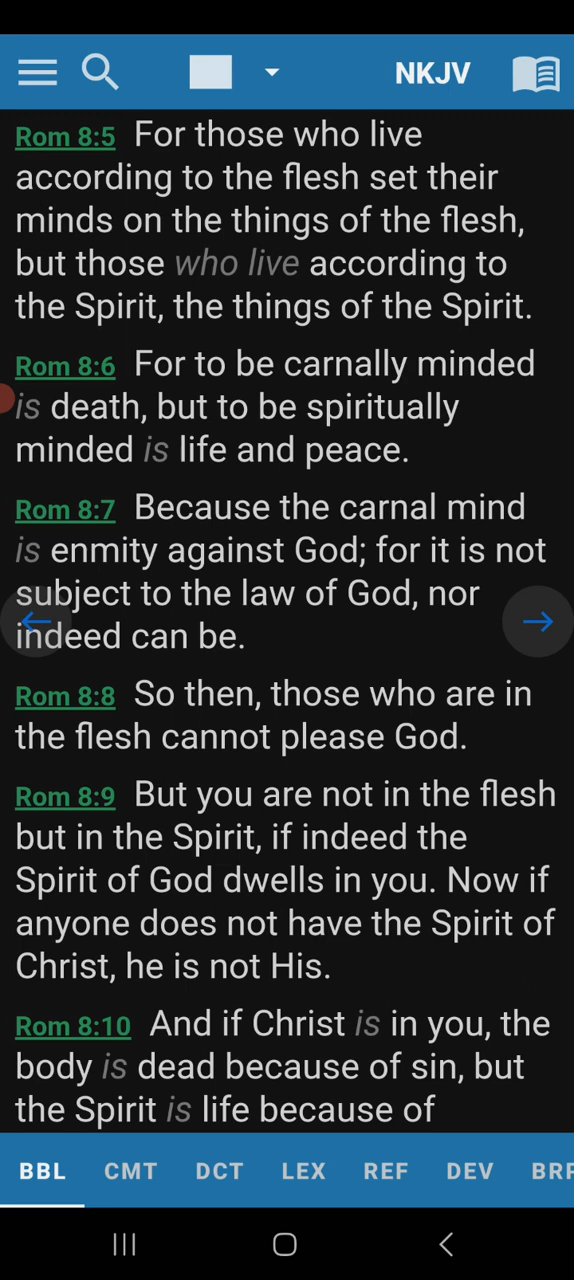 NKJV
Rom 8:5 For those who live
according to the flesh set their
minds on the things of the flesh,
but those who live according to
the Spirit, the things of the Spirit.
Rom 8:6 For to be carnally minded
is death, but to be spiritually
minded is life and peace.
Rom 8:7 Because the carnal mind
is enmity against God; for it is not
subject to the law of God, nor
indeed can be.
Rom 8:8 So then, those who are in
the flesh cannot please God.
Rom 8:9 But you are not in the flesh
but in the Spirit, if indeed the
Spirit of God dwells in you. Now if
anyone does not have the Spirit of
Christ, he is not His.
Rom 8:10 And if Christ is in you, the
body is dead because of sin, but
the Spirit is life because of
BBL CMT DCT LEX REF DEV BRP